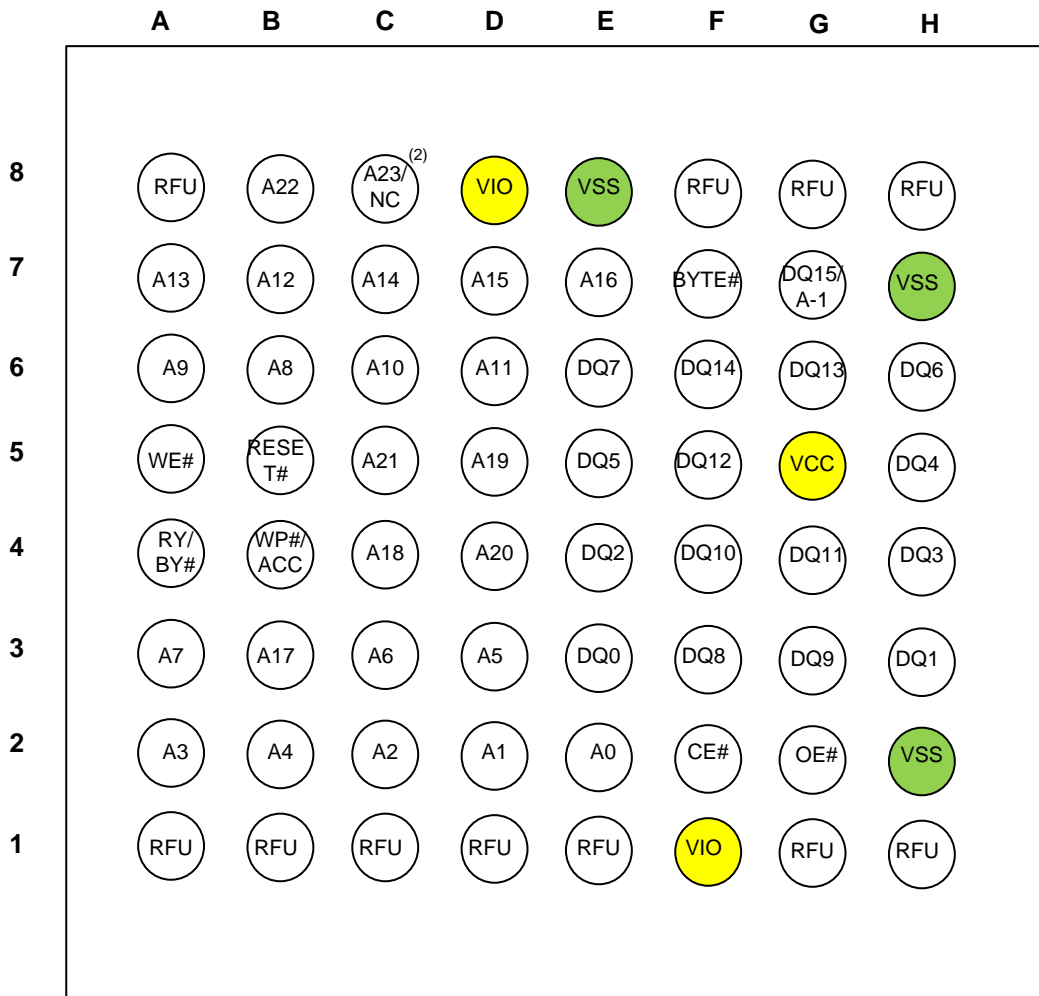 A B C D E F G H
8 RFU A22 A23/ NC (2) VIO VSS RFU RFU RFU
7 A13 A12 A14 A15 A16 BYTE# DQ15/ A-1 VSS
6 A9 A8 A10 A11 DQ7 DQ14 DQ13 DQ6
5 WE# RESE T# A21 A19 DQ5 DQ12 VCC DQ4
4 RY/ BY# WP#/ ACC A18 A20 DQ2 DQ10 DQ11 DQ3
3 A7 A17 A6 A5 DQ0 DQ8 DQ9 DQ1
2 A3 A4 A2 A1 A0 CE# OE# VSS
1 RFU RFU RFU RFU RFU VIO RFU RFU